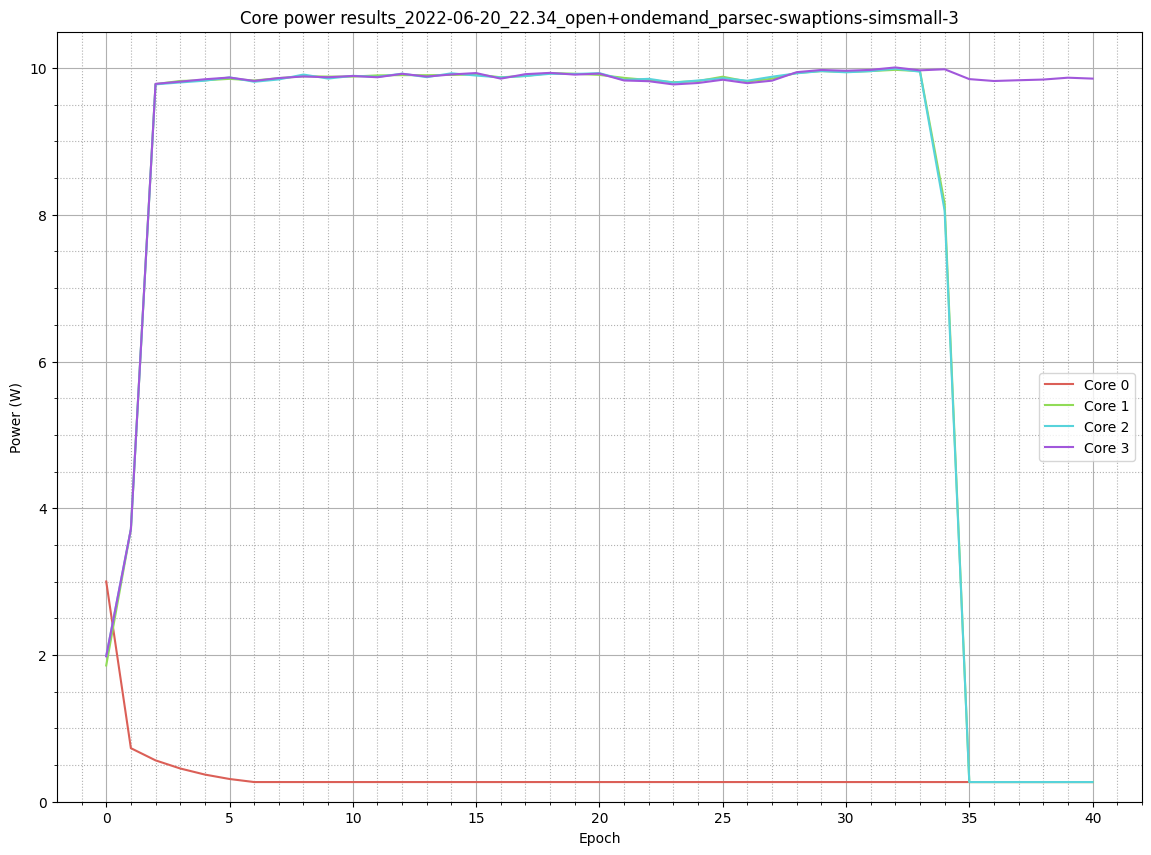 Core power results_2022-06-20_22.34_open+ondemand_parsec-swaptions-simsmall-3
10
8
6
4
2
0
Power (W)
Core 0
Core 1
Core 2
Core 3
0 5 10 15 20 25 30 35 40
Epoch